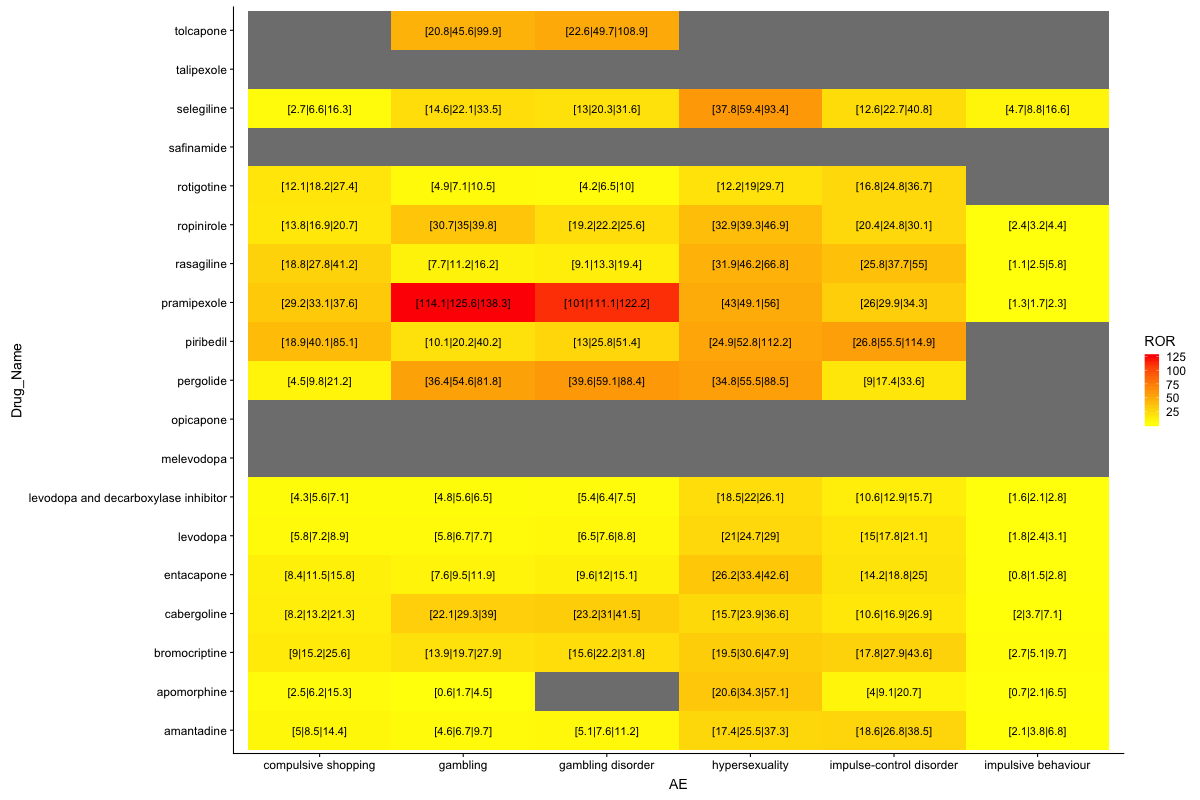 tolcapone [20.8|45.6|99.9] [22.6|49.7|108.9]
talipexole
selegiline [2.7|6.6|16.3] [14.6|22.1|33.5] [13|20.3|31.6] [37.8|59.4|93.4] [12.6|22.7|40.8] [4.7|8.8|16.6]
safinamide
rotigotine [12.1|18.2|27.4] [4.9|7.1|10.5] [4.2|6.5|10] [12.2|19|29.7] [16.8|24.8|36.7]
ropinirole [13.8|16.9|20.7] [30.7|35|39.8] [19.2|22.2|25.6] [32.9|39.3|46.9] [20.4|24.8|30.1] [2.4|3.2|4.4]
rasagiline [18.8|27.8|41.2] [7.7|11.2|16.2] [9.1|13.3|19.4] [31.9|46.2|66.8] [25.8|37.7|55] [1.1|2.5|5.8]
pramipexole [29.2|33.1|37.6] [114.1|125.6|138.3] [101|111.1|122.2] [43|49.1|56] [26|29.9|34.3] [1.3|1.7|2.3]
piribedil [18.9|40.1|85.1] [10.1|20.2|40.2] [13|25.8|51.4] [24.9|52.8|112.2] [26.8|55.5|114.9]
pergolide [4.5|9.8|21.2] [36.4|54.6|81.8] [39.6|59.1|88.4] [34.8|55.5|88.5] [9|17.4|33.6]
opicapone
melevodopa
levodopa and decarboxylase inhibitor [4.3|5.6|7.1] [4.8|5.6|6.5] [5.4|6.4|7.5] [18.5|22|26.1] [10.6|12.9|15.7] [1.6|2.1|2.8]
levodopa [5.8|7.2|8.9] [5.8|6.7|7.7] [6.5|7.6|8.8] [21|24.7|29] [15|17.8|21.1] [1.8|2.4|3.1]
entacapone [8.4|11.5|15.8] [7.6|9.5|11.9] [9.6|12|15.1] [26.2|33.4|42.6] [14.2|18.8|25] [0.8|1.5|2.8]
cabergoline [8.2|13.2|21.3] [22.1|29.3|39] [23.2|31|41.5] [15.7|23.9|36.6] [10.6|16.9|26.9] [2|3.7|7.1]
bromocriptine [9|15.2|25.6] [13.9|19.7|27.9] [15.6|22.2|31.8] [19.5|30.6|47.9] [17.8|27.9|43.6] [2.7|5.1|9.7]
apomorphine [2.5|6.2|15.3] [0.6|1.7|4.5] [20.6|34.3|57.1] [4|9.1|20.7] [0.7|2.1|6.5]
amantadine [5|8.5|14.4] [4.6|6.7|9.7] [5.1|7.6|11.2] [17.4|25.5|37.3] [18.6|26.8|38.5] [2.1|3.8|6.8]
compulsive shopping gambling gambling disorder hypersexuality impulse-control disorder impulsive behaviour
AE
Drug_Name
ROR
125
100
75
50
25